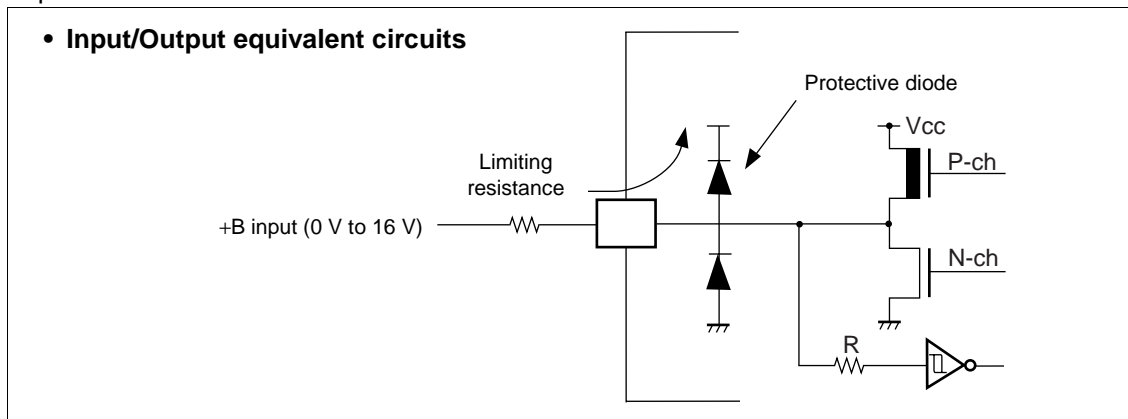 • Input/Output equivalent circuits
Protective diode
Vcc
Limiting
resistance
P-ch
+B input (0 V to 16 V)
N-ch
R